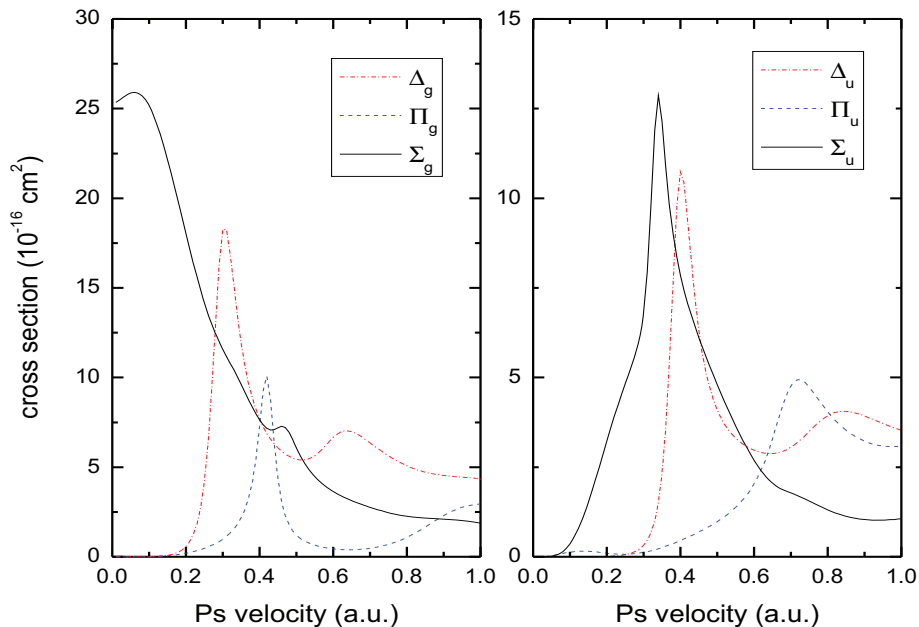 cross section (10⁻¹⁶ cm²)
30
25
20
15
10
5
0
Δg
Πg
Σg
0.0 0.2 0.4 0.6 0.8 1.0
Ps velocity (a.u.)
15
10
5
0
Δu
Πu
Σu
0.0 0.2 0.4 0.6 0.8 1.0
Ps velocity (a.u.)